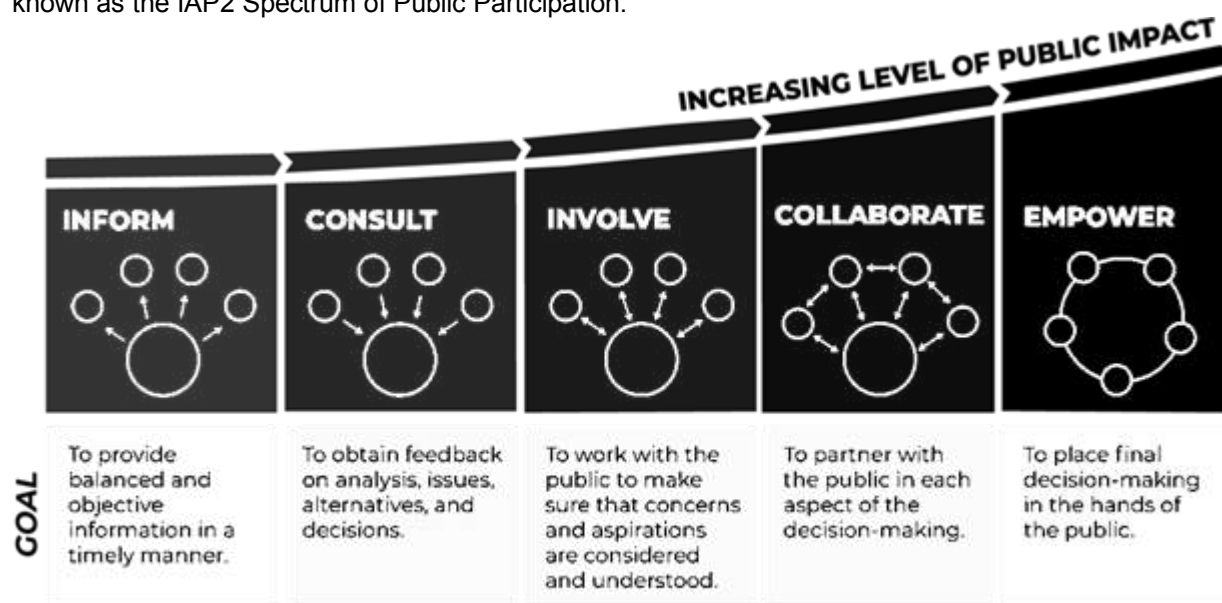 known as the IAP2 Spectrum of Public Participation.
INCREASING LEVEL OF PUBLIC IMPACT
INFORM
CONSULT
INVOLVE
COLLABORATE
EMPOWER
GOAL
To provide
balanced and
objective
information in a
timely manner.
To obtain feedback
on analysis, issues,
alternatives, and
decisions.
To work with the
public to make
sure that concerns
and aspirations
are considered
and understood.
To partner with
the public in each
aspect of the
decision-making.
To place final
decision-making
in the hands of
the public.